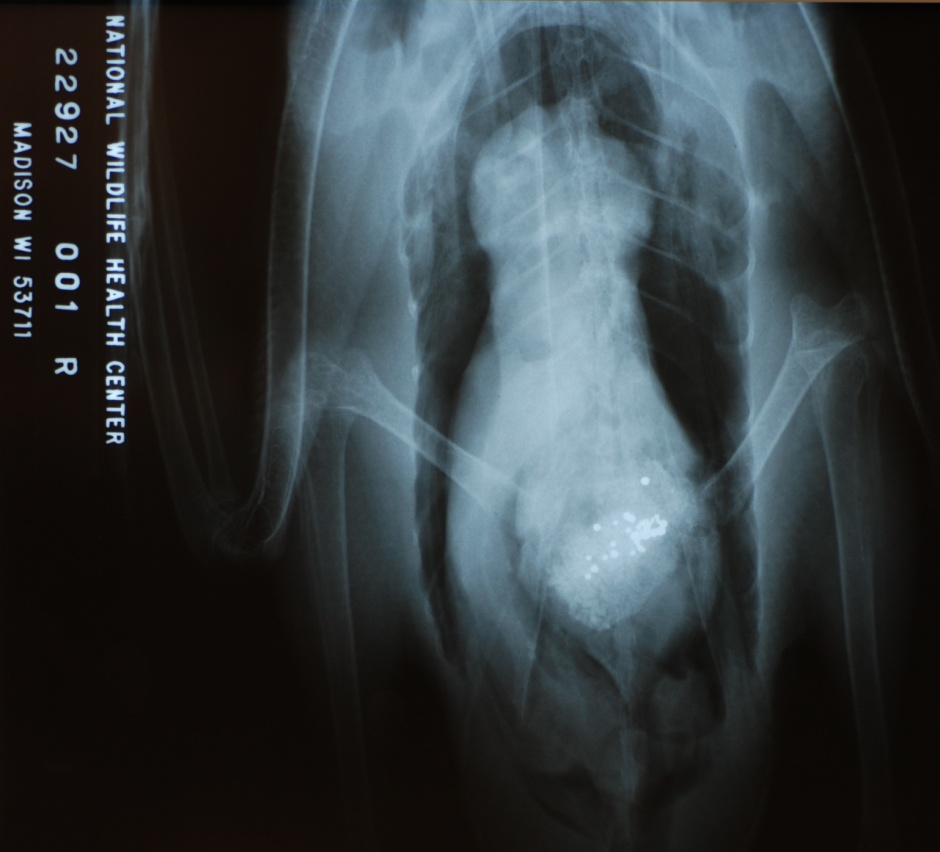 NATIONAL WILDLIFE HEALTH CENTER
22927 001 R
MADISON WI 53711